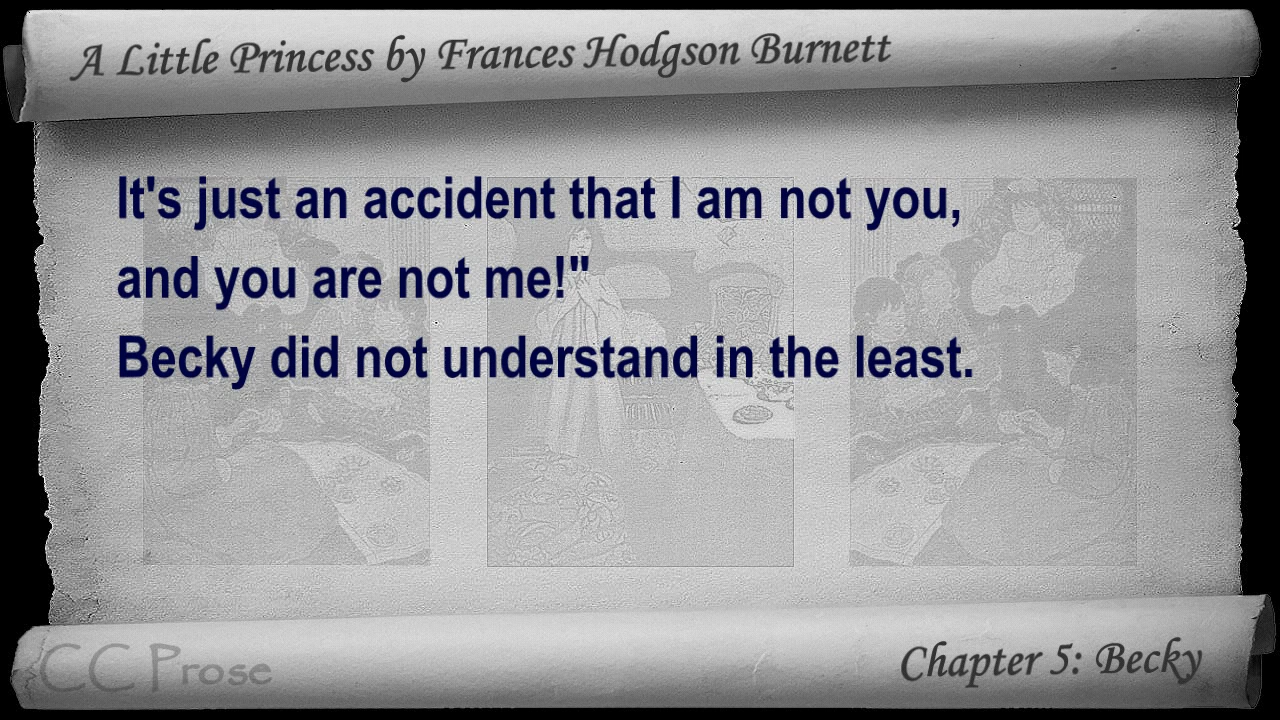 A Little Princess by Frances Hodgson Burnett
It's just an accident that I am not you,
and you are not me!"
Becky did not understand in the least.
CC Prose
Chapter 5: Becky